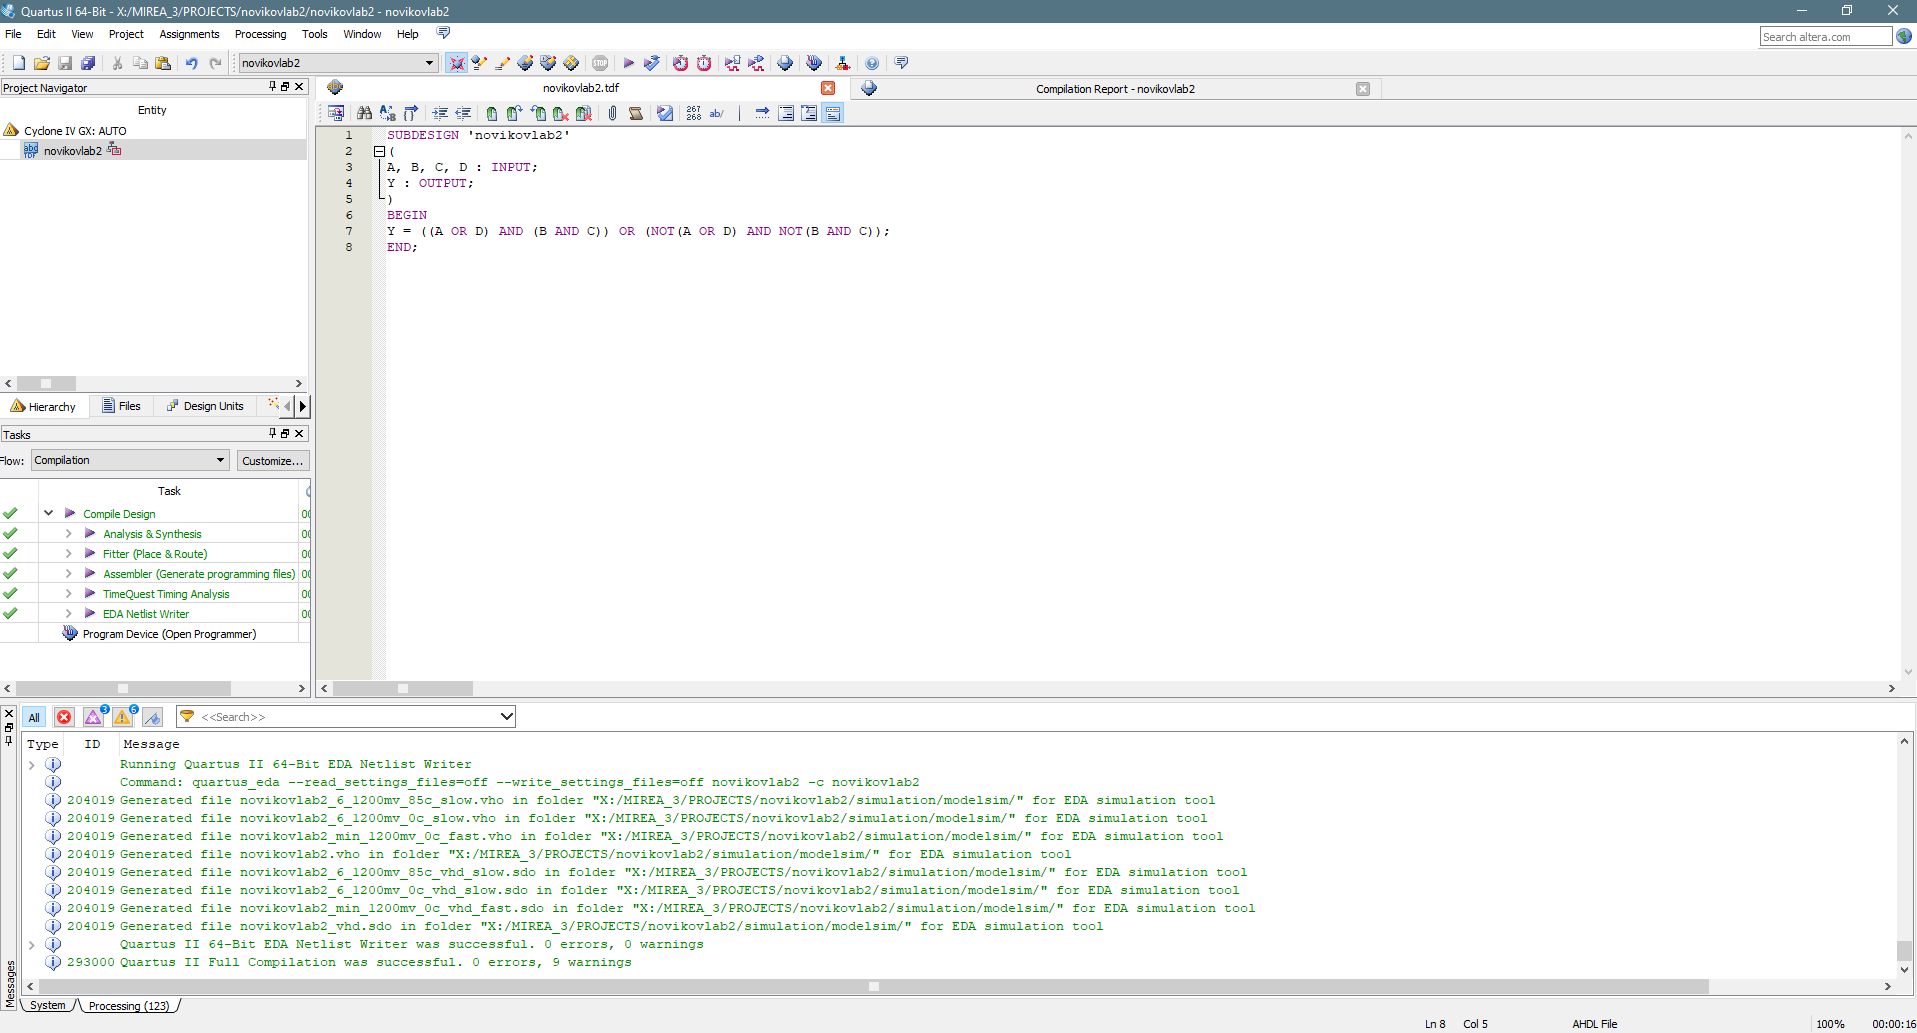 Quartus II 64-Bit - X:/MIREA_3/PROJECTS/novikovlab2/novikovlab2 - novikovlab2
File Edit View Project Assignments Processing Tools Window Help
Search altera.com
novikovlab2
STOP
Project Navigator
novikovlab2.tdf
Compilation Report - novikovlab2
Entity
267
268
ab/
Cyclone IV GX: AUTO
abc
TDF
novikovlab2
1 SUBDESIGN 'novikovlab2'
2 (
3 A, B, C, D : INPUT;
4 Y : OUTPUT;
5 )
6 BEGIN
7 Y = ((A OR D) AND (B AND C)) OR (NOT(A OR D) AND NOT(B AND C));
8 END;
Hierarchy Files Design Units
Tasks
Flow: Compilation Customize...
Task
Compile Design 00
Analysis & Synthesis 00
Fitter (Place & Route) 00
Assembler (Generate programming files) 00
TimeQuest Timing Analysis 00
EDA Netlist Writer 00
Program Device (Open Programmer)
All 3 6 <<Search>>
Type ID Message
Running Quartus II 64-Bit EDA Netlist Writer
Command: quartus_eda --read_settings_files=off --write_settings_files=off novikovlab2 -c novikovlab2
204019 Generated file novikovlab2_6_1200mv_85c_slow.vho in folder "X:/MIREA_3/PROJECTS/novikovlab2/simulation/modelsim/" for EDA simulation tool
204019 Generated file novikovlab2_6_1200mv_0c_slow.vho in folder "X:/MIREA_3/PROJECTS/novikovlab2/simulation/modelsim/" for EDA simulation tool
204019 Generated file novikovlab2_min_1200mv_0c_fast.vho in folder "X:/MIREA_3/PROJECTS/novikovlab2/simulation/modelsim/" for EDA simulation tool
204019 Generated file novikovlab2.vho in folder "X:/MIREA_3/PROJECTS/novikovlab2/simulation/modelsim/" for EDA simulation tool
204019 Generated file novikovlab2_6_1200mv_85c_vhd_slow.sdo in folder "X:/MIREA_3/PROJECTS/novikovlab2/simulation/modelsim/" for EDA simulation tool
204019 Generated file novikovlab2_6_1200mv_0c_vhd_slow.sdo in folder "X:/MIREA_3/PROJECTS/novikovlab2/simulation/modelsim/" for EDA simulation tool
204019 Generated file novikovlab2_min_1200mv_0c_vhd_fast.sdo in folder "X:/MIREA_3/PROJECTS/novikovlab2/simulation/modelsim/" for EDA simulation tool
204019 Generated file novikovlab2_vhd.sdo in folder "X:/MIREA_3/PROJECTS/novikovlab2/simulation/modelsim/" for EDA simulation tool
Quartus II 64-Bit EDA Netlist Writer was successful. 0 errors, 0 warnings
293000 Quartus II Full Compilation was successful. 0 errors, 9 warnings
Messages
System Processing (123)
Ln 8 Col 5 AHDL File 100% 00:00:16